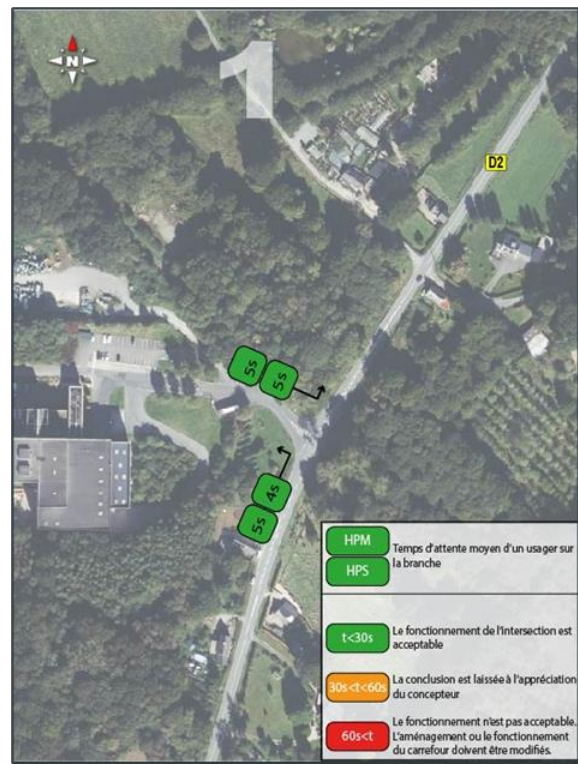 N
1
D2
5s
5s
4s
5s
HPM
HPS
Temps d'attente moyen d'un usager sur
la branche
t<30s
Le fonctionnement de l'intersection est
acceptable
30s<t<60s
La conclusion est laissée à l'appréciation
du concepteur
60s<t
Le fonctionnement n'est pas acceptable.
L'aménagement ou le fonctionnement
du carrefour doivent être modifiés.